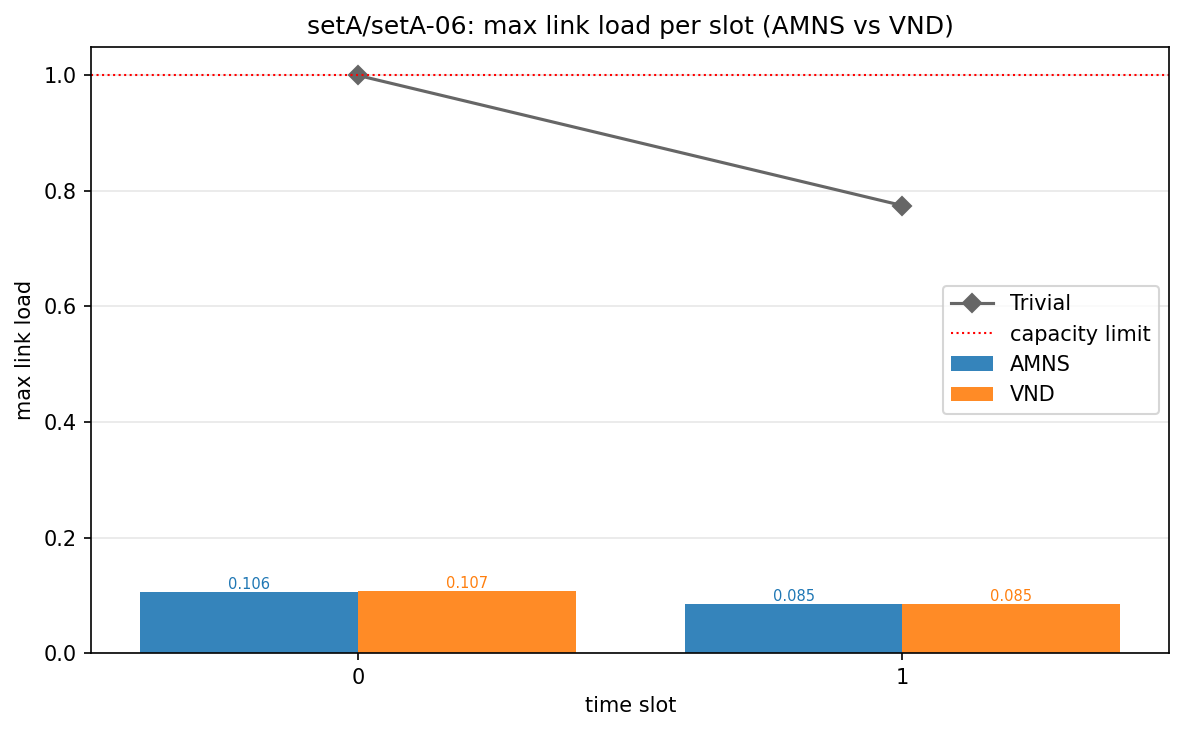 setA/setA-06: max link load per slot (AMNS vs VND)
max link load
1.0
0.8
0.6
0.4
0.2
0.0
Trivial
capacity limit
AMNS
VND
0.106
0.107
0.085
0.085
0
1
time slot